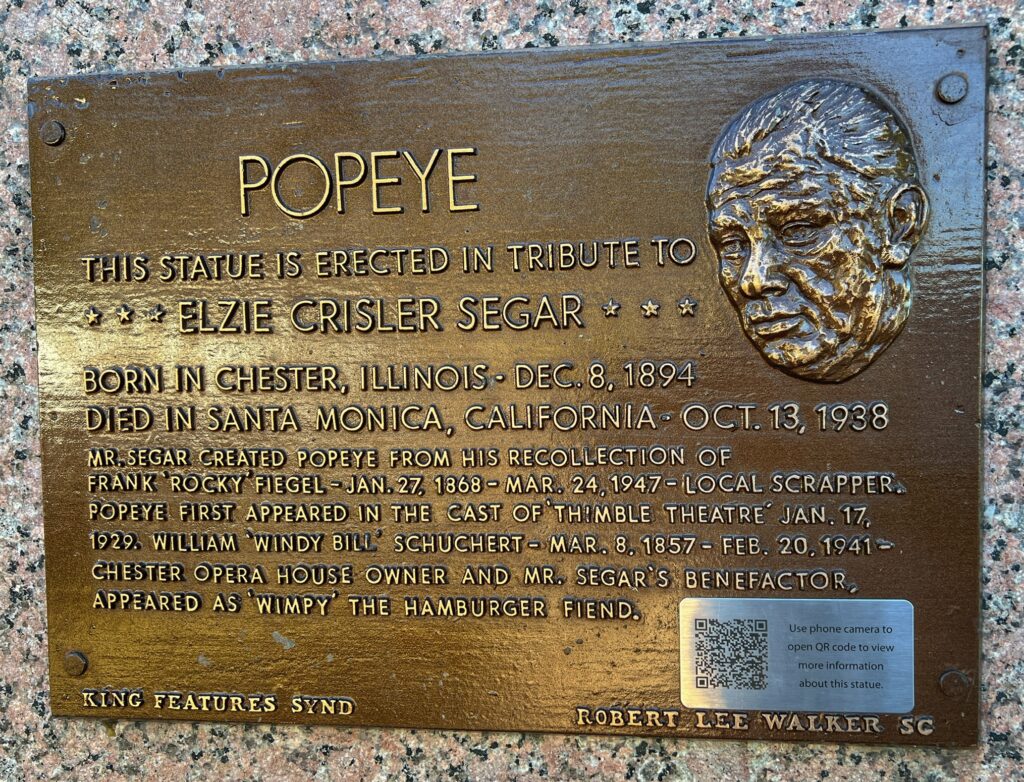 POPEYE
THIS STATUE IS ERECTED IN TRIBUTE TO
★ ★ ★ ELZIE CRISLER SEGAR ★ ★ ★
BORN IN CHESTER, ILLINOIS - DEC. 8, 1894
DIED IN SANTA MONICA, CALIFORNIA - OCT. 13, 1938
MR. SEGAR CREATED POPEYE FROM HIS RECOLLECTION OF
FRANK 'ROCKY' FIEGEL - JAN. 27, 1868 - MAR. 24, 1947 - LOCAL SCRAPPER.
POPEYE FIRST APPEARED IN THE CAST OF 'THIMBLE THEATRE' JAN. 17,
1929. WILLIAM 'WINDY BILL' SCHUCHERT - MAR. 8, 1857 - FEB. 20, 1941 -
CHESTER OPERA HOUSE OWNER AND MR. SEGAR'S BENEFACTOR,
APPEARED AS 'WIMPY' THE HAMBURGER FIEND.
Use phone camera to
open QR code to view
more information
about this statue.
KING FEATURES SYND
ROBERT LEE WALKER SC